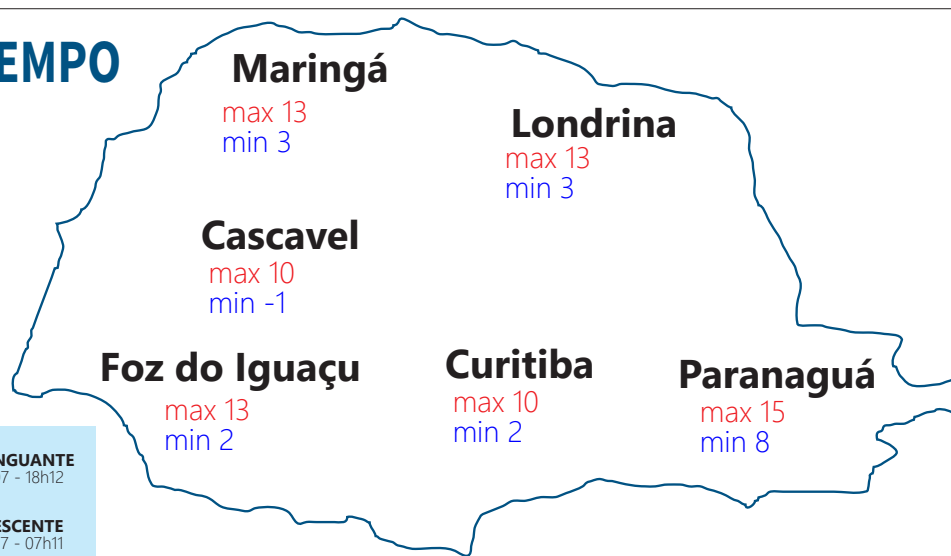 EMPO
Maringá
max 13
min 3
Londrina
max 13
min 3
Cascavel
max 10
min -1
Foz do Iguaçu
max 13
min 2
Curitiba
max 10
min 2
Paranaguá
max 15
min 8
NGUANTE
07 - 18h12
ESCENTE
7 - 07h11